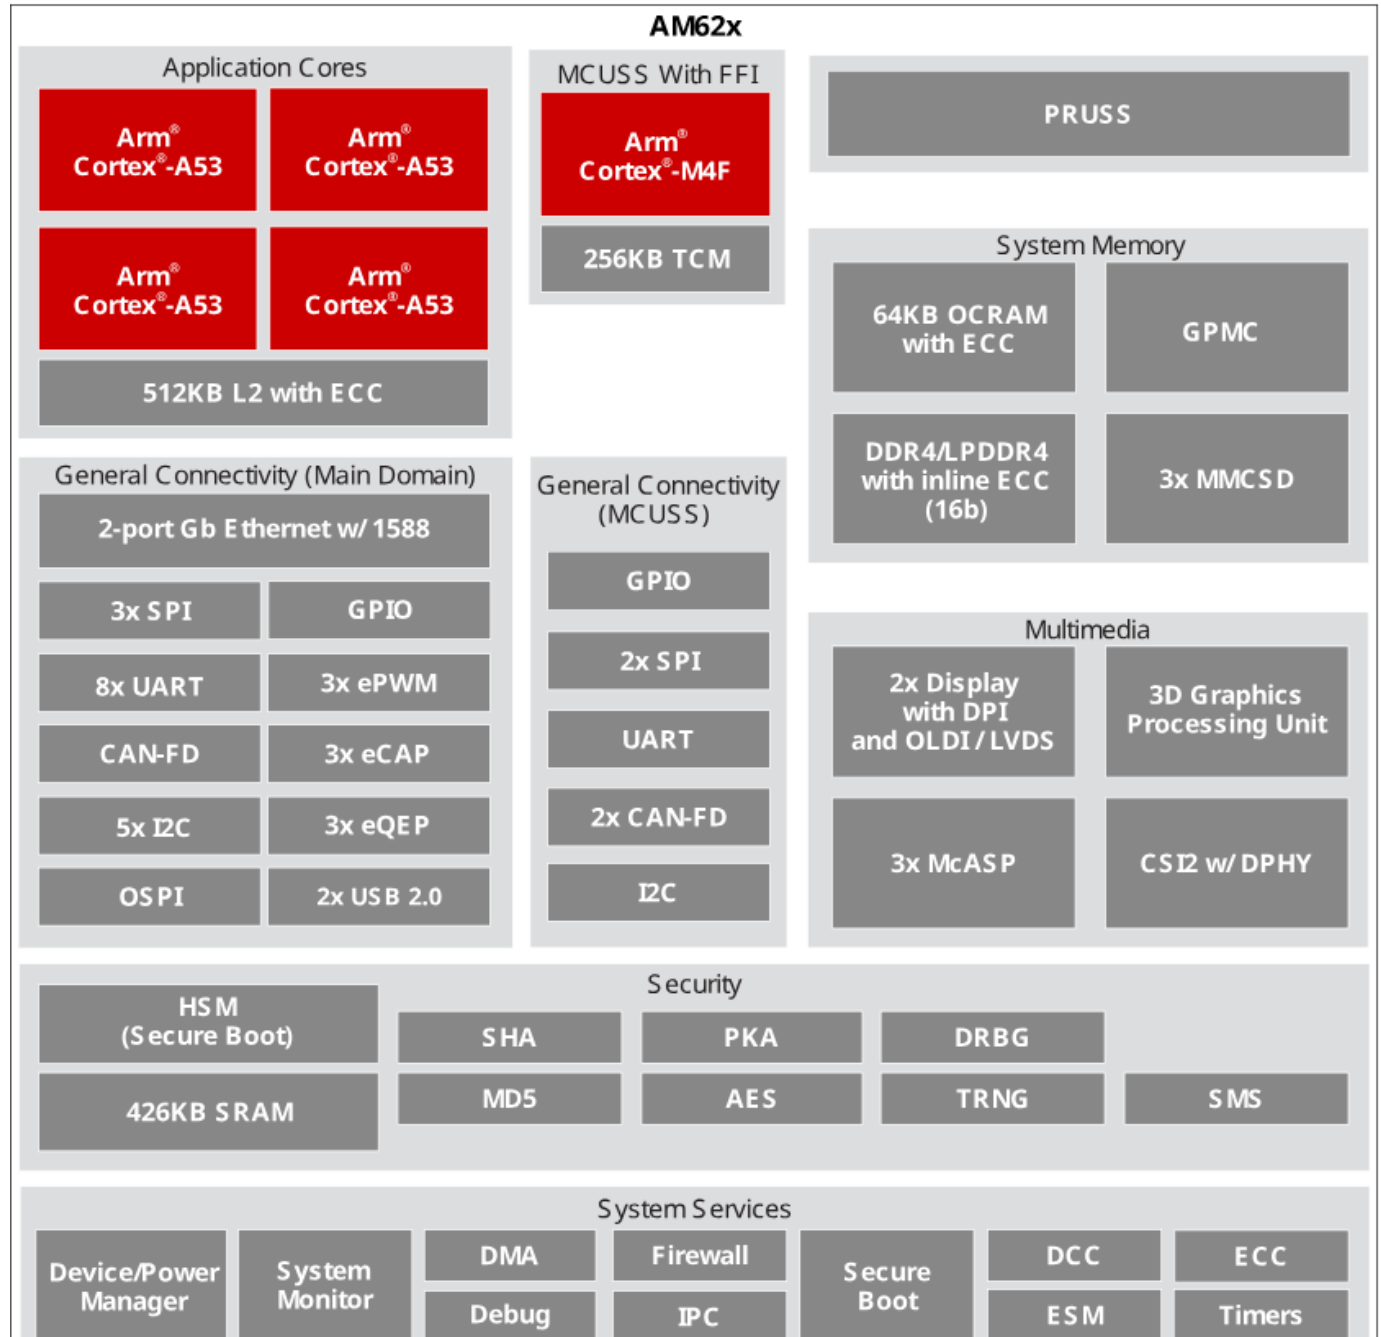 AM62x
Application Cores
Arm®
Cortex®-A53
Arm®
Cortex®-A53
Arm®
Cortex®-A53
Arm®
Cortex®-A53
512KB L2 with ECC
MCUSS With FFI
Arm®
Cortex®-M4F
256KB TCM
PRUSS
System Memory
64KB OCRAM
with ECC
GPMC
DDR4/LPDDR4
with inline ECC
(16b)
3x MMCSD
General Connectivity (Main Domain)
2-port Gb Ethernet w/ 1588
3x SPI
GPIO
8x UART
3x ePWM
CAN-FD
3x eCAP
5x I2C
3x eQEP
OSPI
2x USB 2.0
General Connectivity
(MCUSS)
GPIO
2x SPI
UART
2x CAN-FD
I2C
Multimedia
2x Display
with DPI
and OLDI / LVDS
3D Graphics
Processing Unit
3x McASP
CSI2 w/ DPHY
Security
HSM
(Secure Boot)
426KB SRAM
SHA
PKA
DRBG
MD5
AES
TRNG
SMS
System Services
Device/Power
Manager
System
Monitor
DMA
Debug
Firewall
IPC
Secure
Boot
DCC
ESM
ECC
Timers